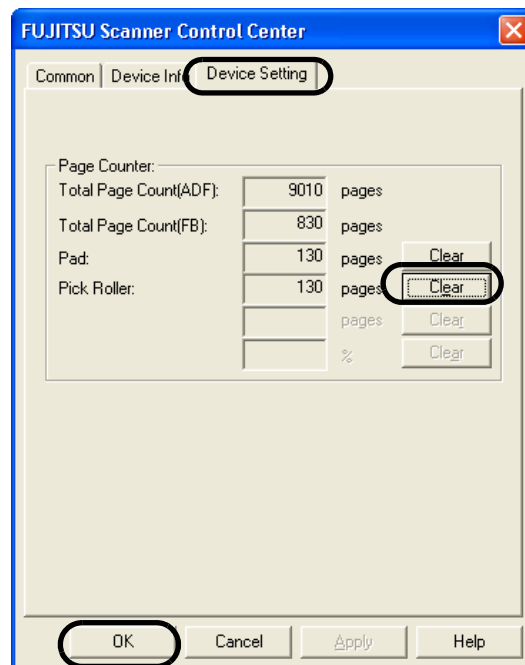 FUJITSU Scanner Control Center
Common Device Info Device Setting
Page Counter:
Total Page Count(ADF): 9010 pages
Total Page Count(FB): 830 pages
Pad: 130 pages Clear
Pick Roller: 130 pages Clear
pages Clear
% Clear
OK Cancel Apply Help